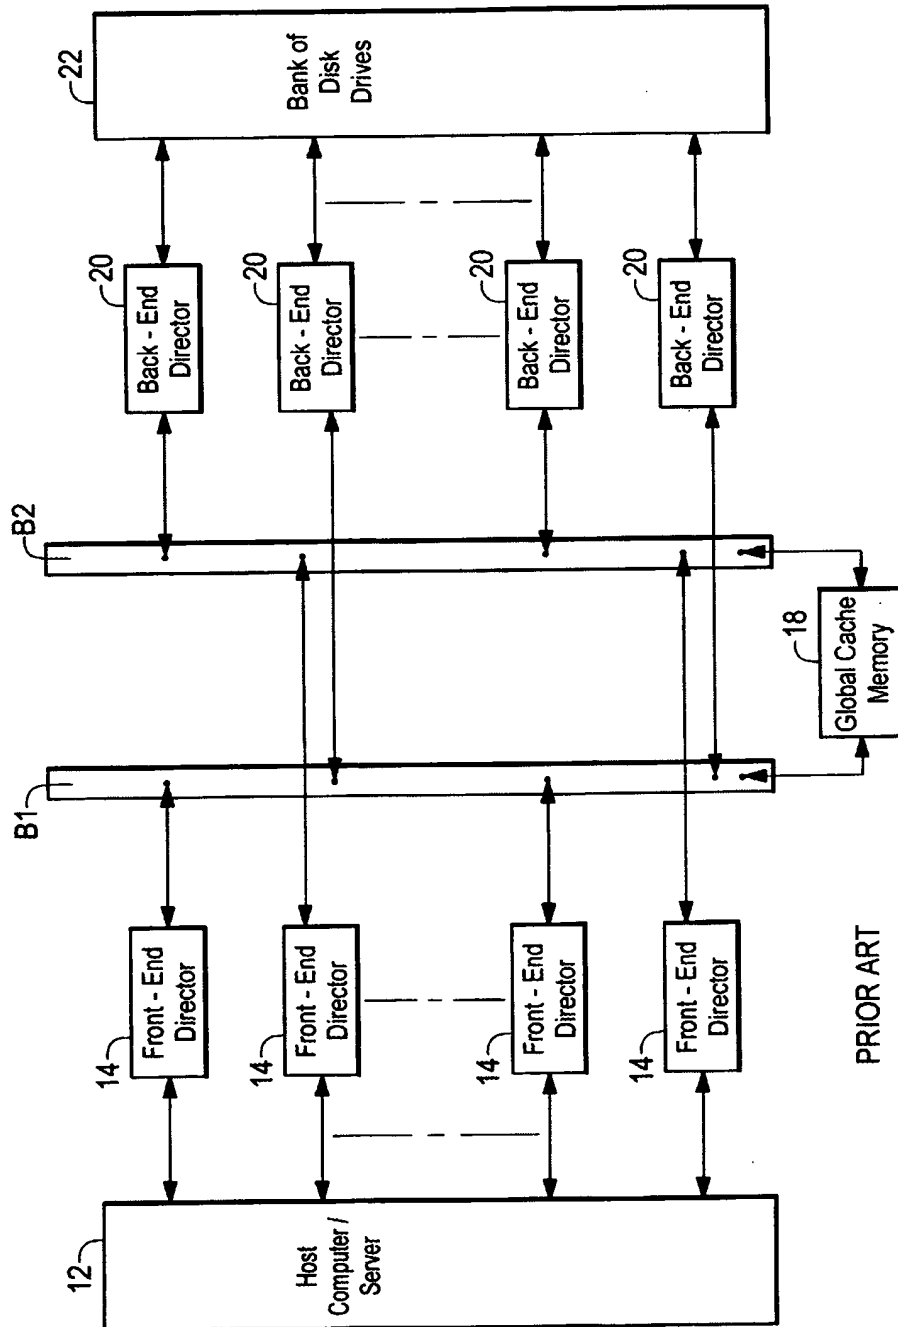 12
Host
Computer /
Server
14
Front - End
Director
14
Front - End
Director
14
Front - End
Director
14
Front - End
Director
B1
B2
18
Global Cache
Memory
20
Back - End
Director
20
Back - End
Director
20
Back - End
Director
20
Back - End
Director
22
Bank of
Disk
Drives
PRIOR ART